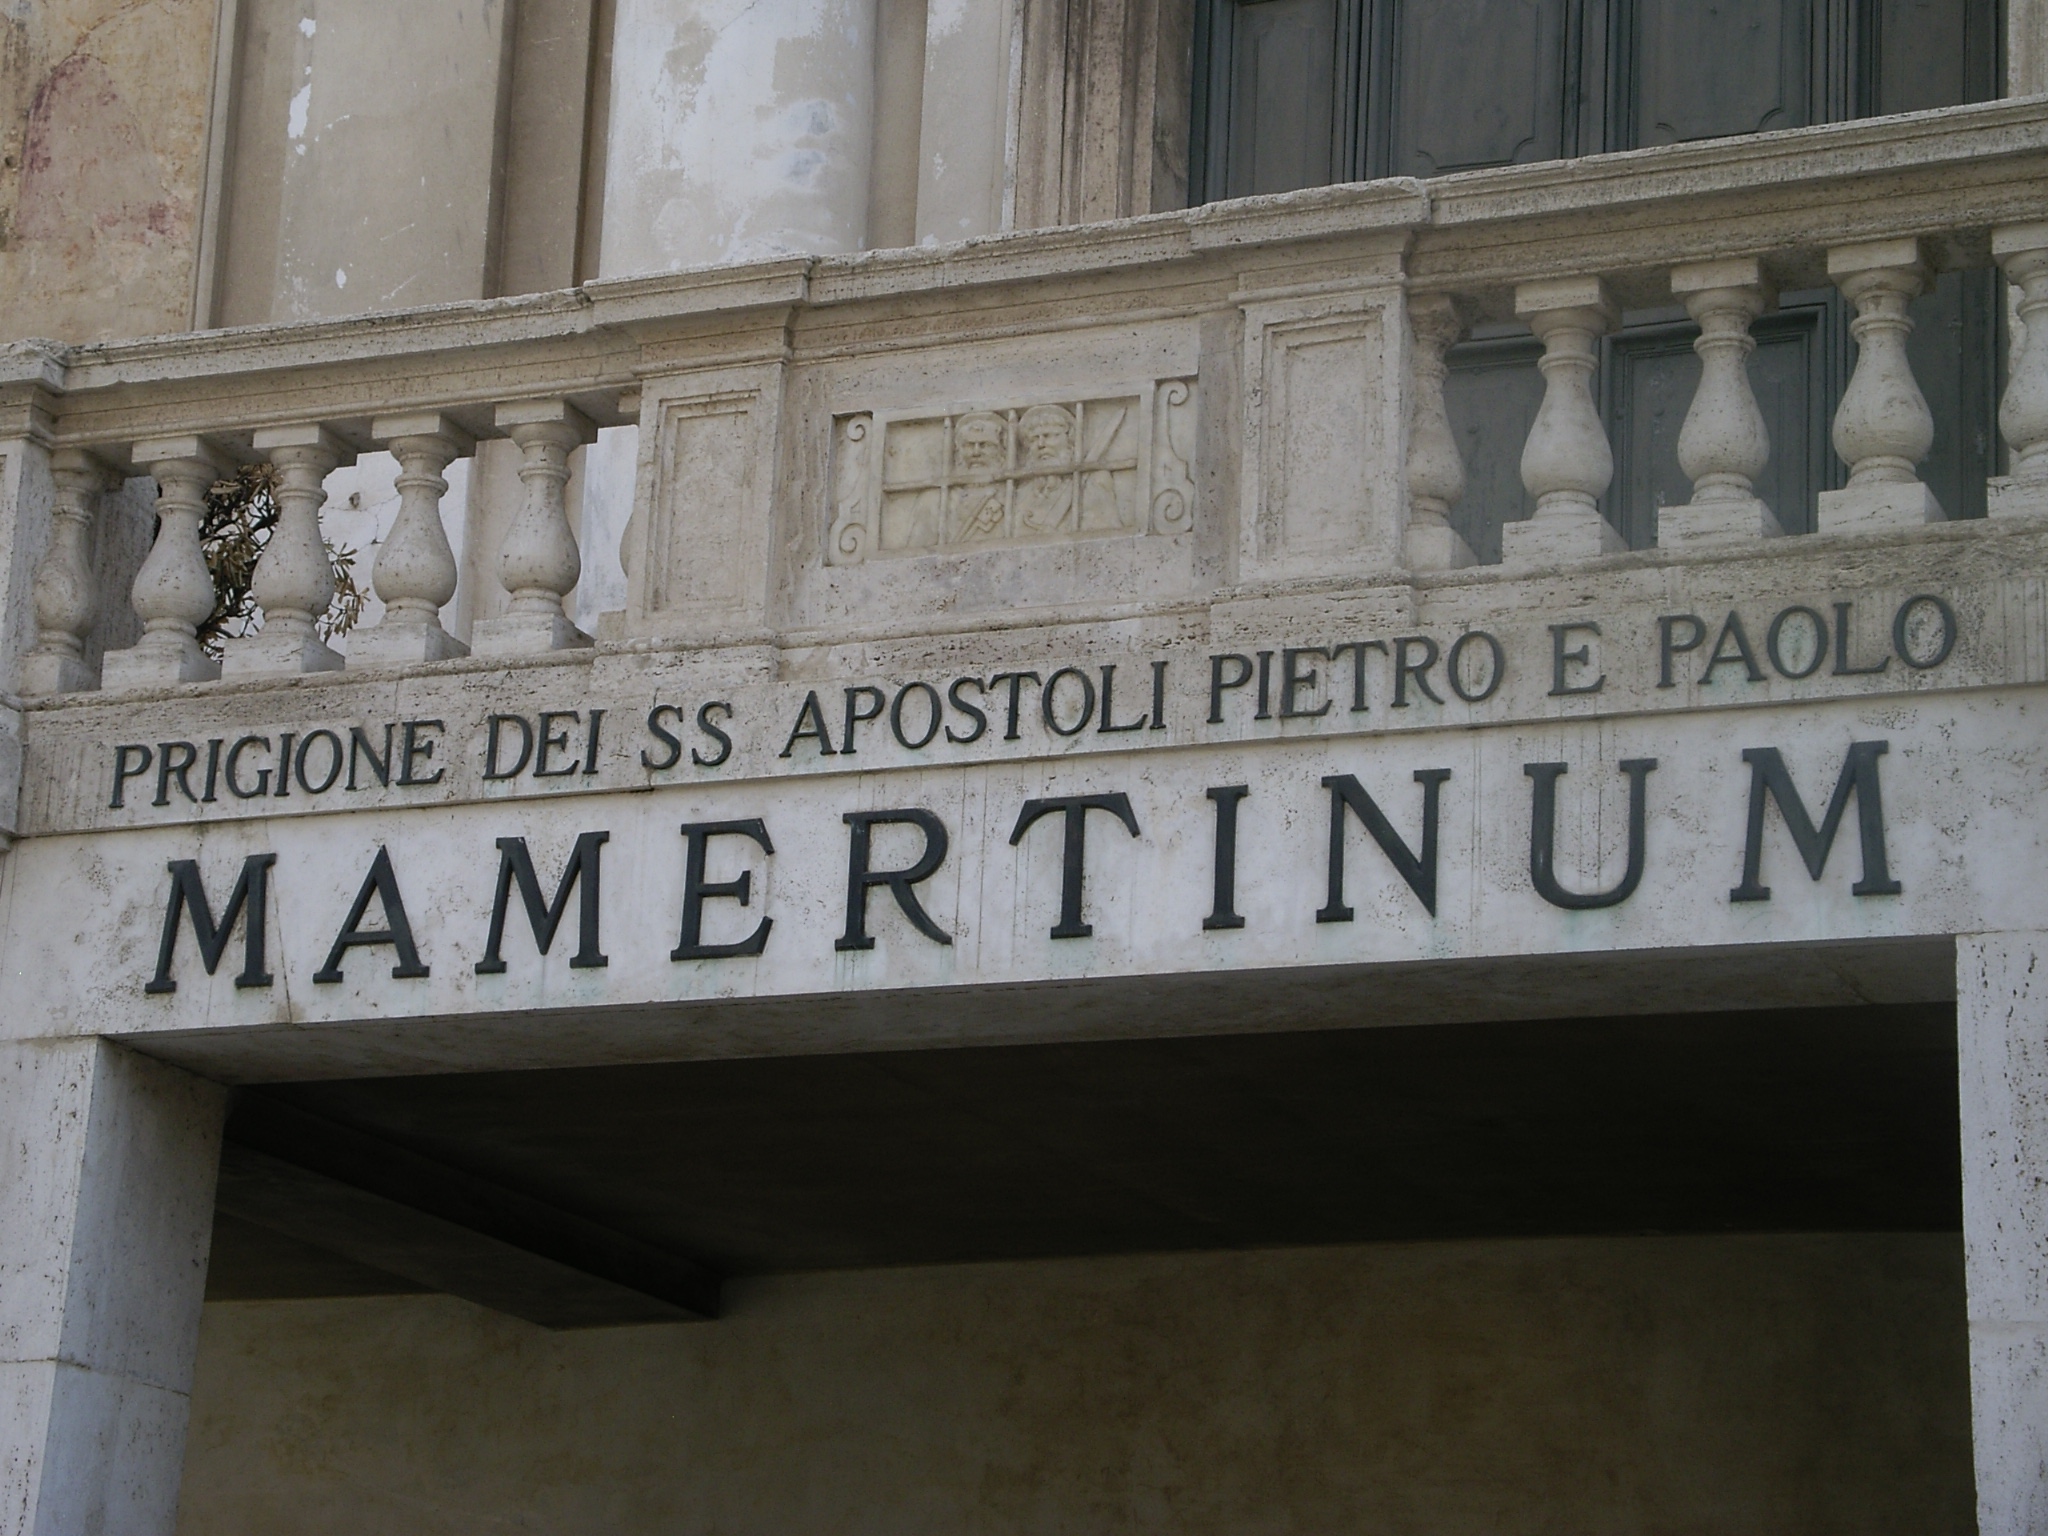 PRIGIONE DEI SS APOSTOLI PIETRO E PAOLO
MAMERTINUM